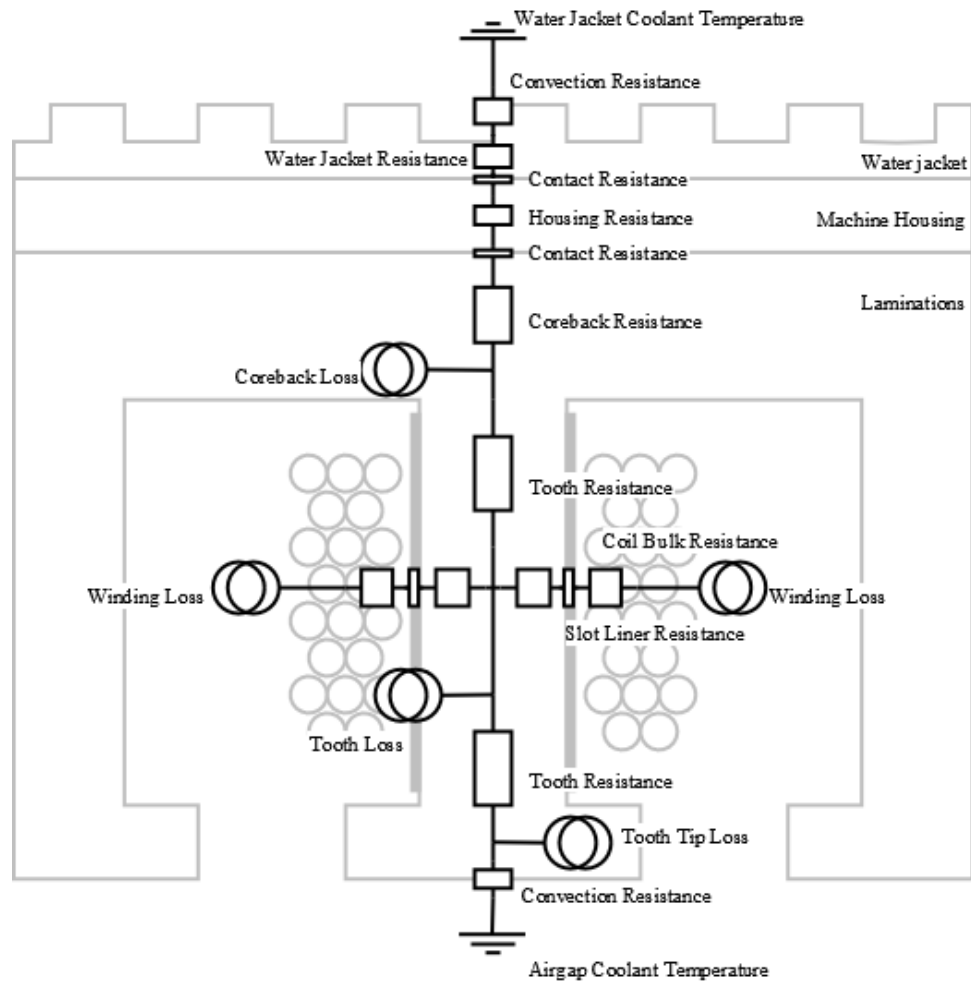 Water Jacket Coolant Temperature
Convection Resistance
Water Jacket Resistance
Water jacket
Contact Resistance
Housing Resistance
Machine Housing
Contact Resistance
Laminations
Coreback Resistance
Coreback Loss
Tooth Resistance
Coil Bulk Resistance
Winding Loss
Winding Loss
Slot Liner Resistance
Tooth Loss
Tooth Resistance
Tooth Tip Loss
Convection Resistance
Airgap Coolant Temperature